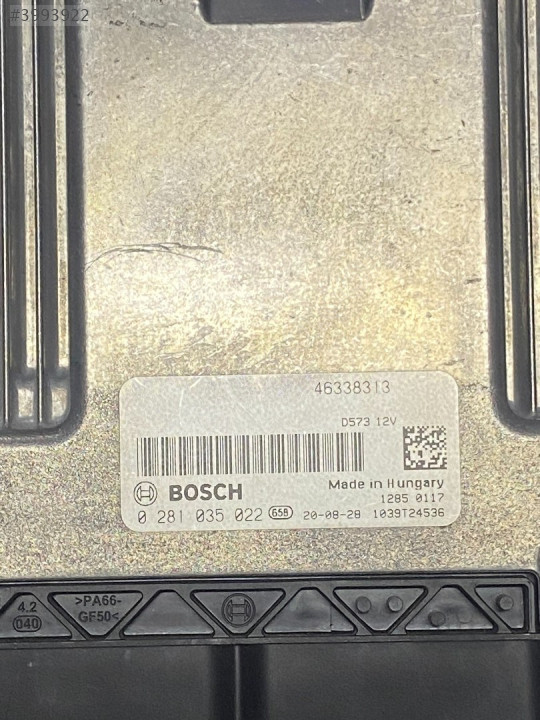 #3993922
46338313
D573 12V
Made in Hungary
BOSCH
1285 0117
0 281 035 022 658 20-08-28 1039T24536
4.2
040
>PA66-
GF50<